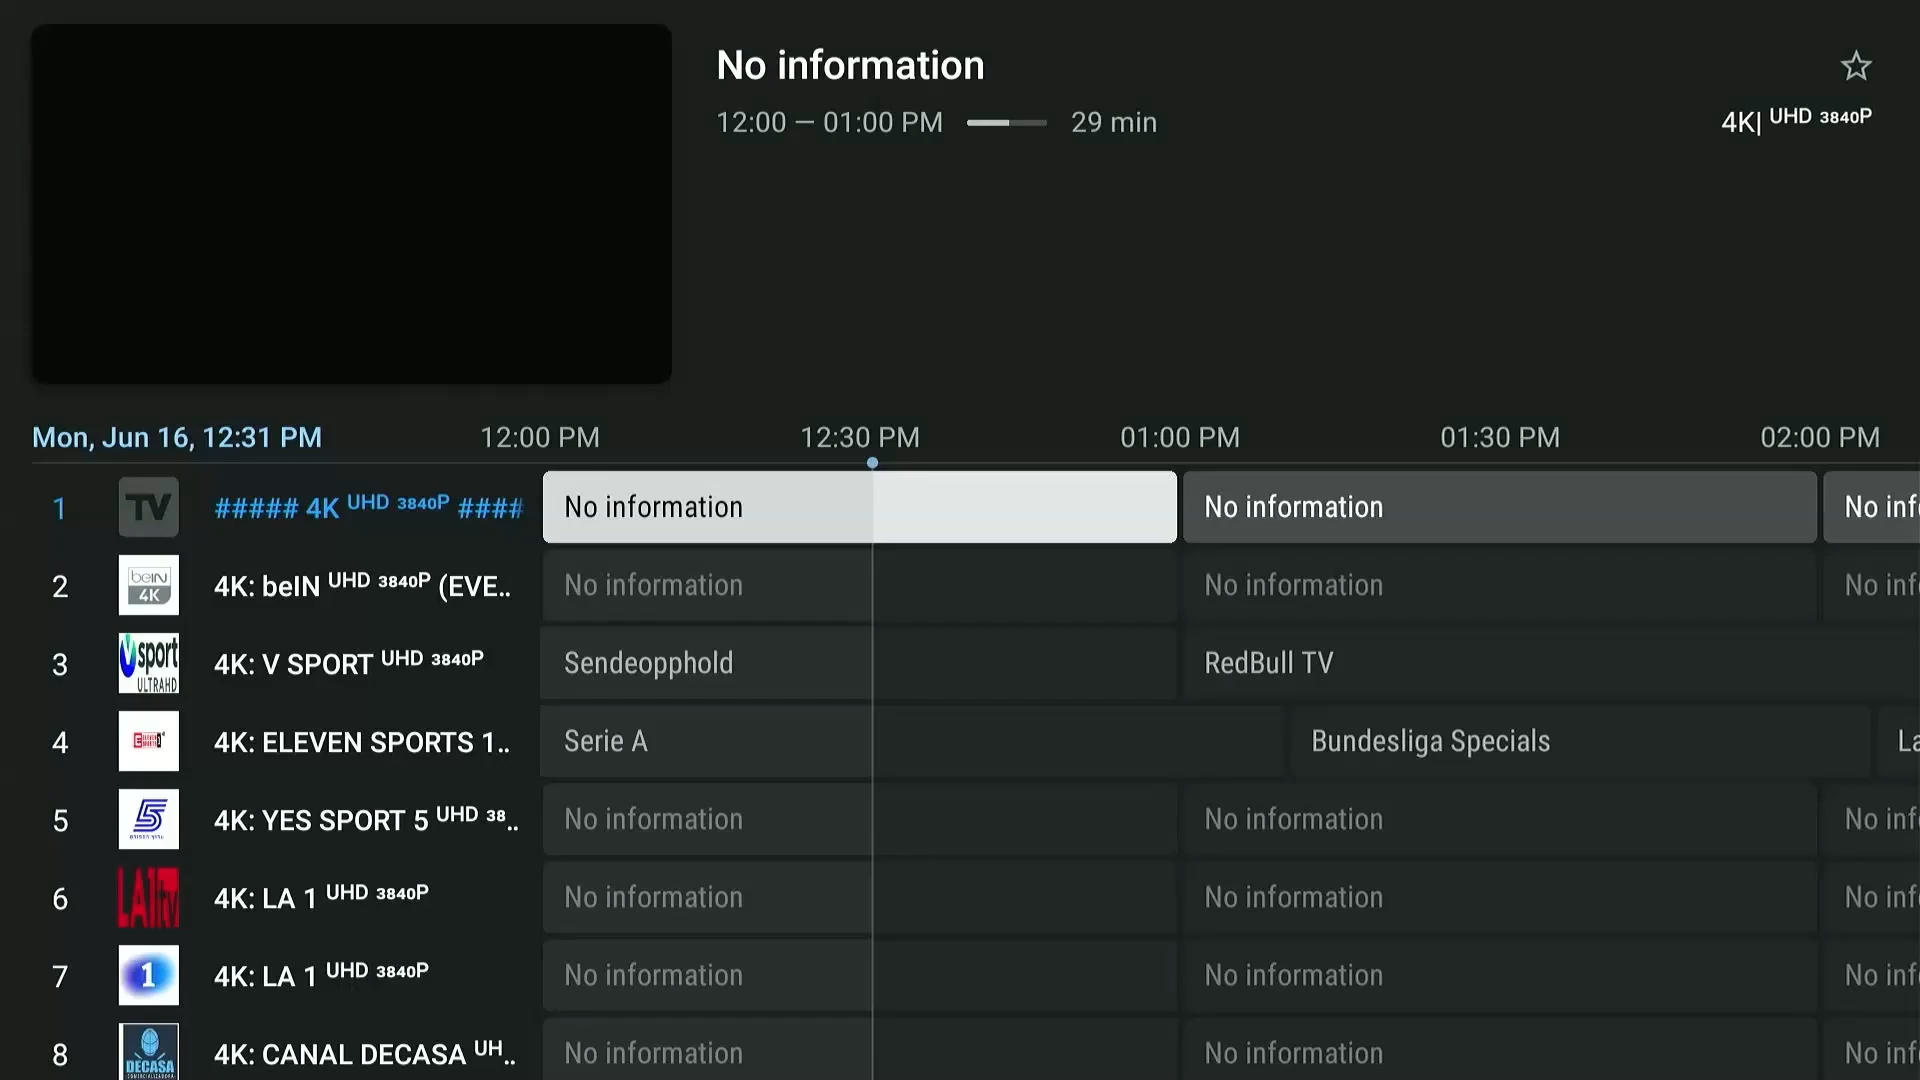 No information
12:00 — 01:00 PM 29 min
4K| UHD 3840P
Mon, Jun 16, 12:31 PM 12:00 PM 12:30 PM 01:00 PM 01:30 PM 02:00 PM
1 TV ##### 4K UHD 3840P #### No information No information No inf
2 beIN 4K 4K: beIN UHD 3840P (EVE.. No information No information No inf
3 sport ULTRAHD 4K: V SPORT UHD 3840P Sendeopphold RedBull TV
4 4K: ELEVEN SPORTS 1.. Serie A Bundesliga Specials La
5 5 4K: YES SPORT 5 UHD 38.. No information No information No inf
6 LA1tv 4K: LA 1 UHD 3840P No information No information No inf
7 1 4K: LA 1 UHD 3840P No information No information No inf
8 DECASA 4K: CANAL DECASA UH.. No information No information No inf